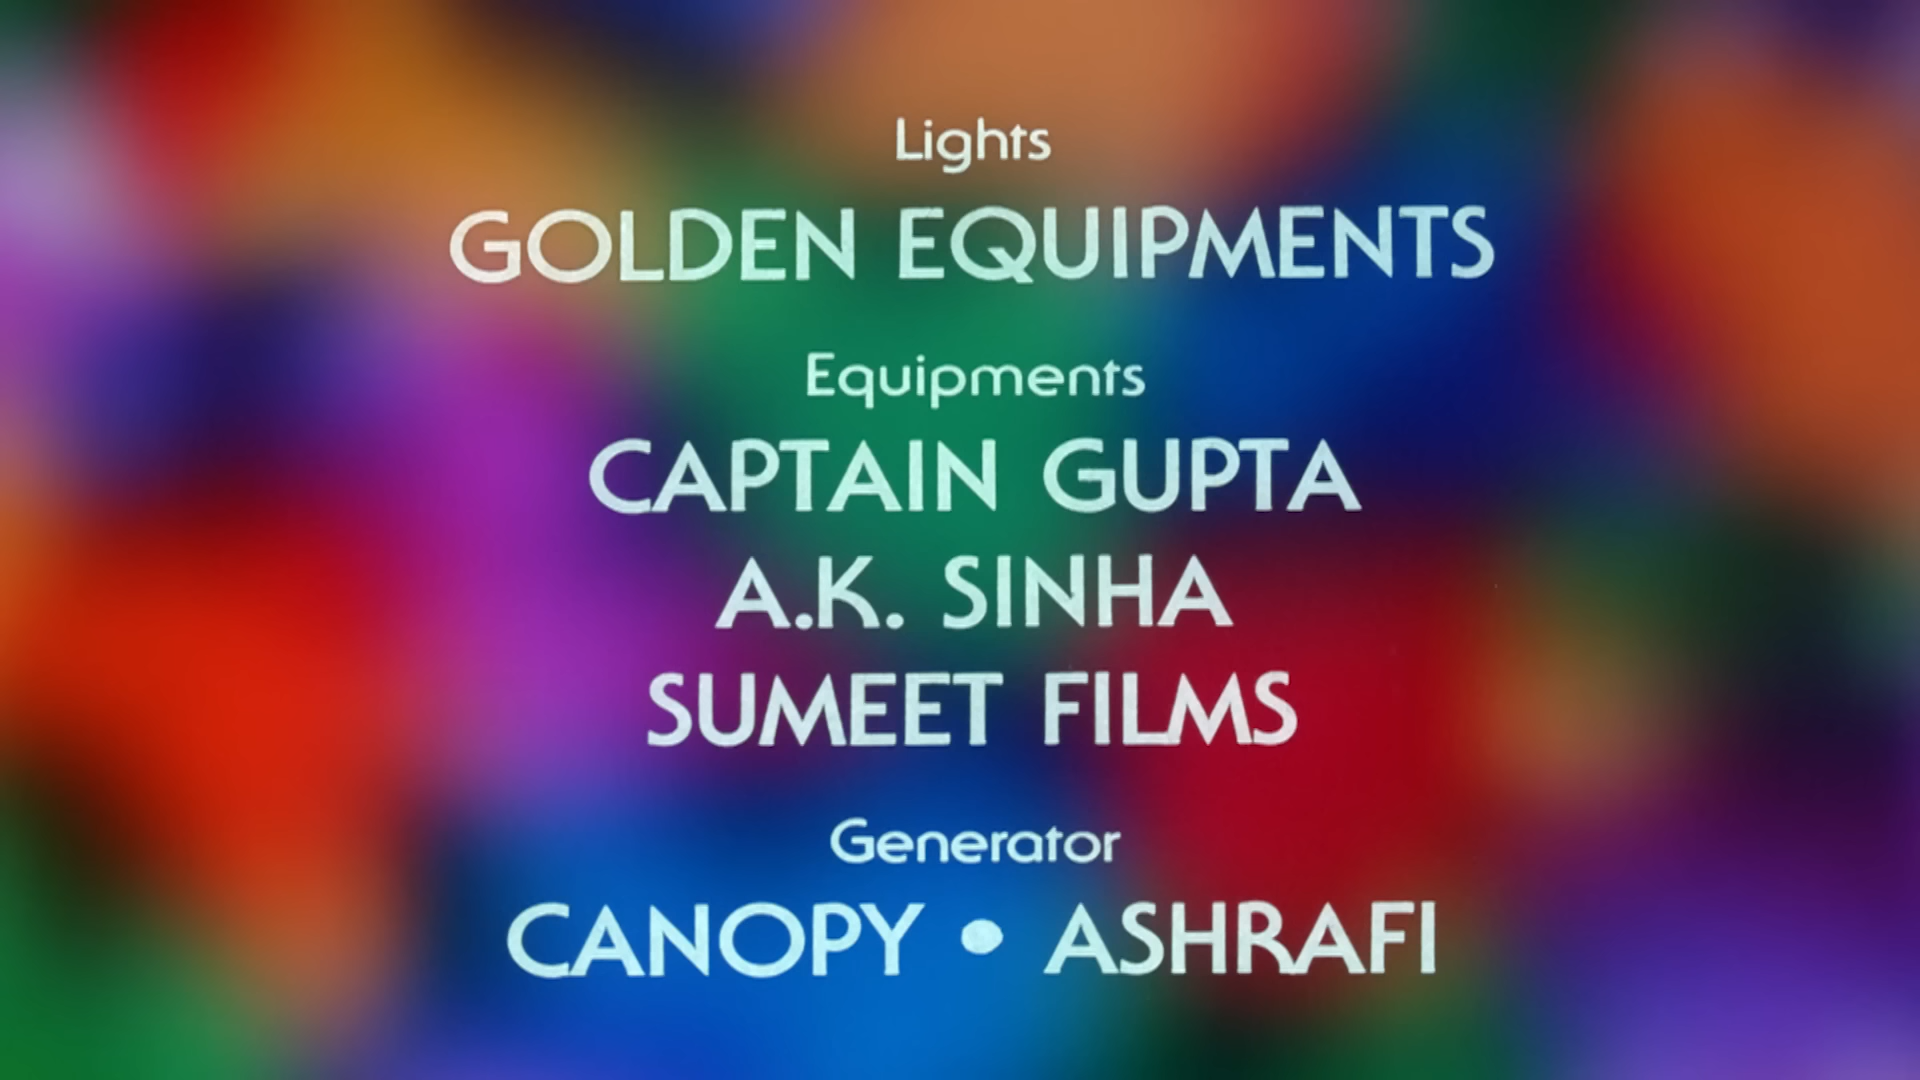 Lights
GOLDEN EQUIPMENTS
Equipments
CAPTAIN GUPTA
A.K. SINHA
SUMEET FILMS
Generator
CANOPY • ASHRAFI